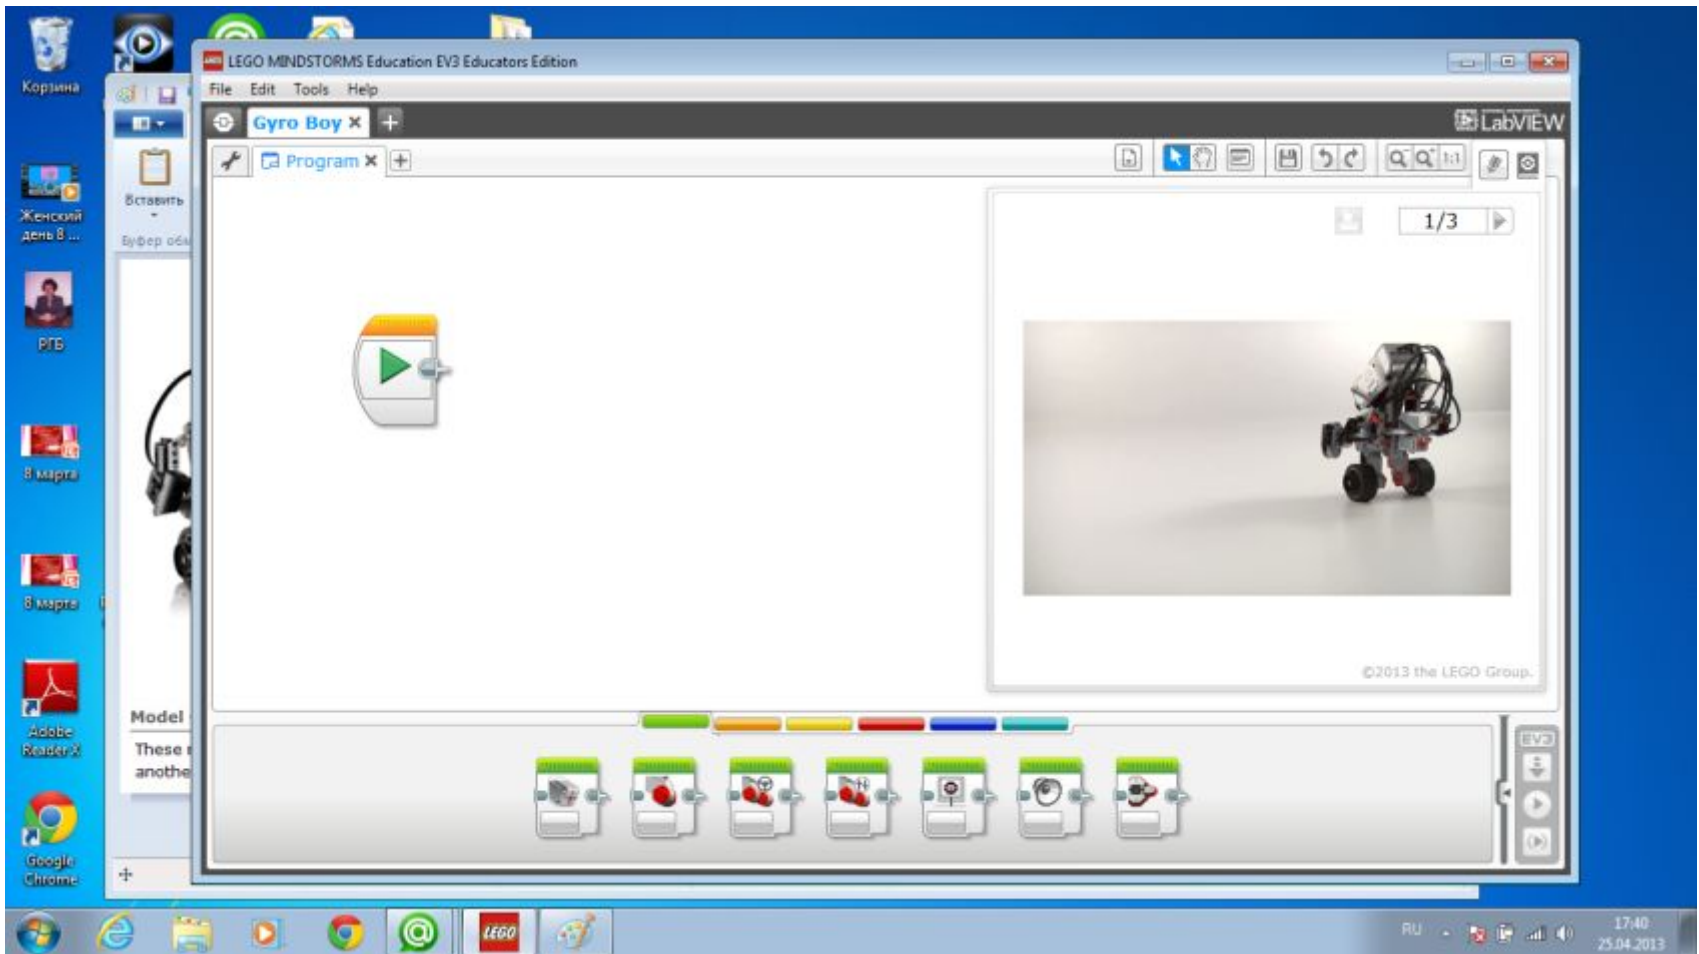 LEGO MINDSTORMS Education EV3 Educators Edition
File Edit Tools Help
Gyro Boy
LabVIEW
Program
1:1
1/3
©2013 the LEGO Group.
EV3
Корзина
Женский
день 8 ...
РГБ
8 марта
8 марта
Adobe
Reader X
Google
Chrome
Вставить
Буфер обм
Model
These
anothe
LEGO
RU
17:40
25.04.2013